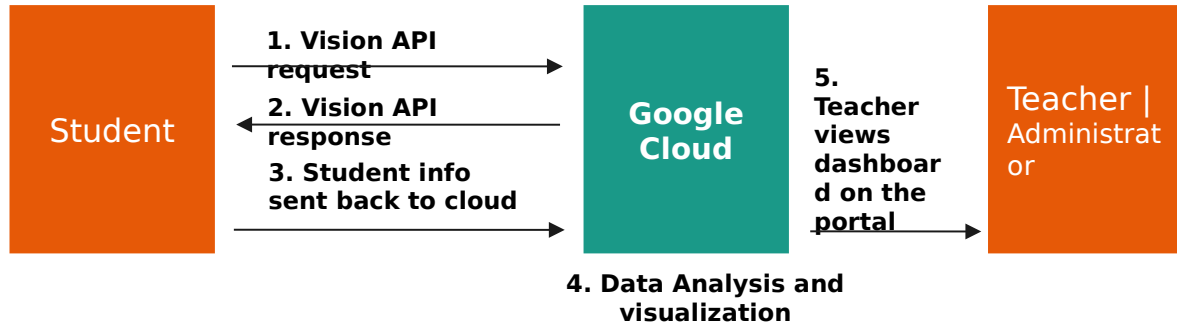 Student
1. Vision API
request
2. Vision API
response
3. Student info
sent back to cloud
Google
Cloud
4. Data Analysis and
visualization
5.
Teacher
views
dashboar
d on the
portal
Teacher |
Administrat
or